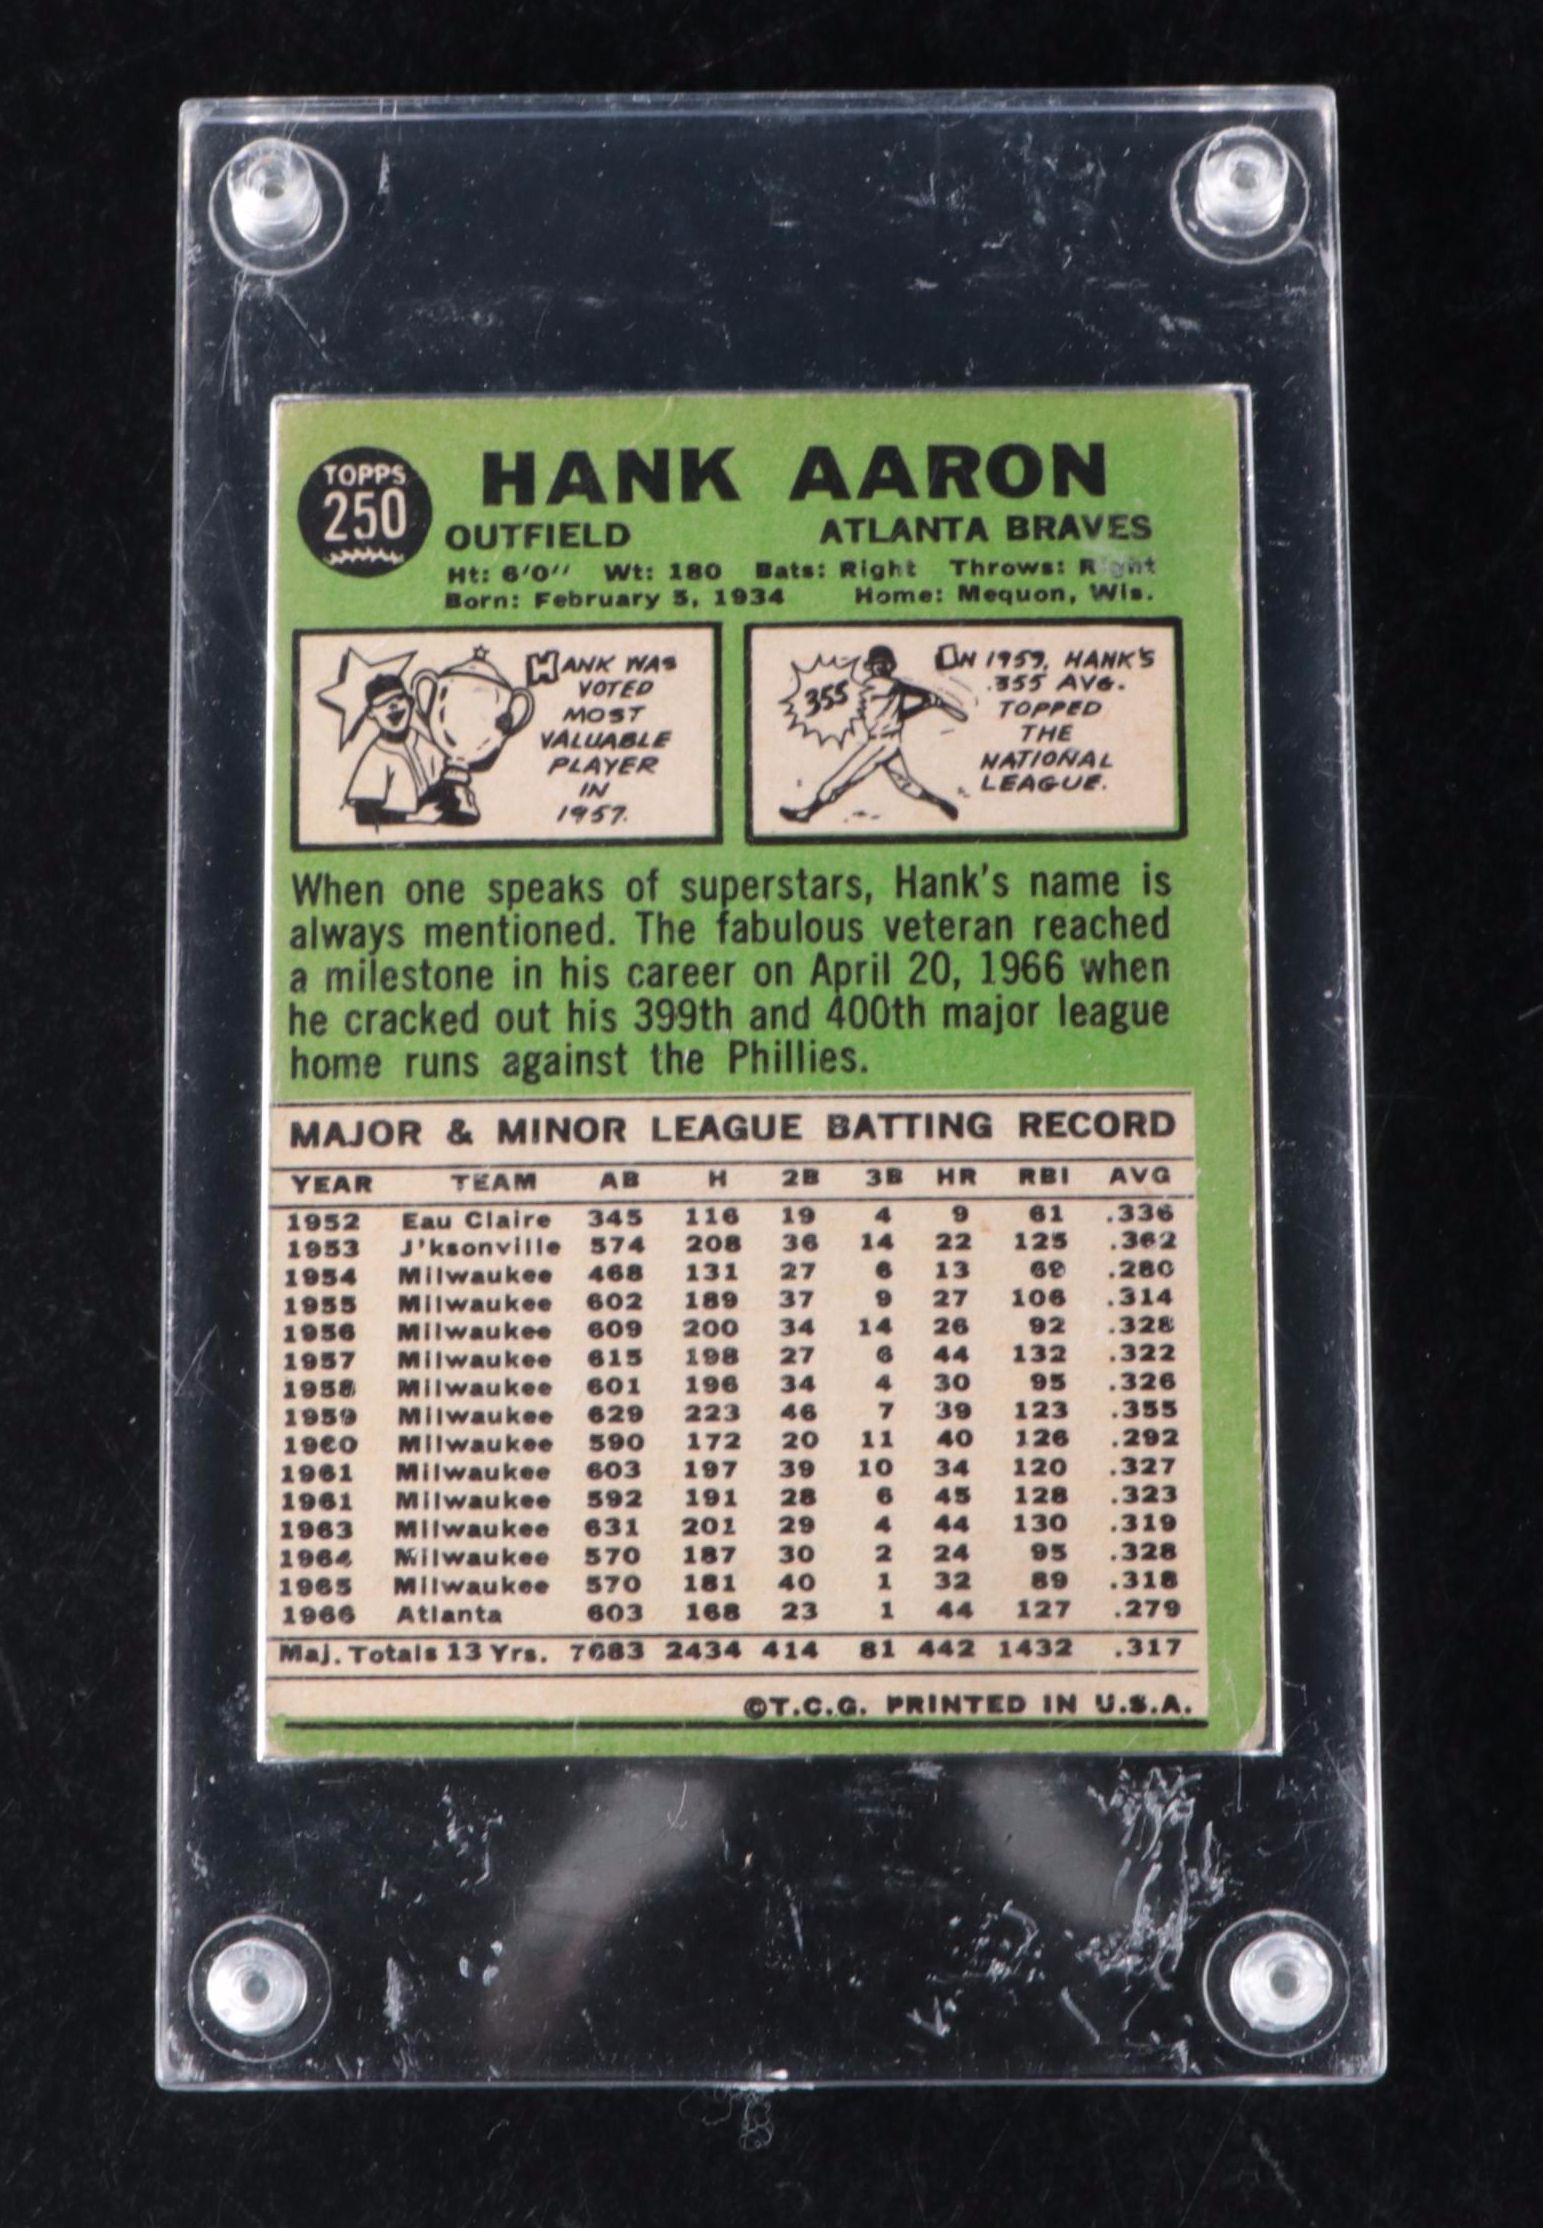 TOPPS
250
HANK AARON
OUTFIELD ATLANTA BRAVES
Ht: 6'0" Wt: 180 Bats: Right Throws: Right
Born: February 5, 1934 Home: Mequon, Wis.
HANK WAS
VOTED
MOST
VALUABLE
PLAYER
IN
1957.
355
IN 1959, HANK'S
.355 AVG.
TOPPED
THE
NATIONAL
LEAGUE.
When one speaks of superstars, Hank's name is
always mentioned. The fabulous veteran reached
a milestone in his career on April 20, 1966 when
he cracked out his 399th and 400th major league
home runs against the Phillies.
MAJOR & MINOR LEAGUE BATTING RECORD
YEAR TEAM AB H 2B 3B HR RBI AVG
1952 Eau Claire 345 116 19 4 9 61 .336
1953 J'ksonville 574 208 36 14 22 125 .362
1954 Milwaukee 468 131 27 6 13 69 .280
1955 Milwaukee 602 189 37 9 27 106 .314
1956 Milwaukee 609 200 34 14 26 92 .328
1957 Milwaukee 615 198 27 6 44 132 .322
1958 Milwaukee 601 196 34 4 30 95 .326
1959 Milwaukee 629 223 46 7 39 123 .355
1960 Milwaukee 590 172 20 11 40 126 .292
1961 Milwaukee 603 197 39 10 34 120 .327
1961 Milwaukee 592 191 28 6 45 128 .323
1963 Milwaukee 631 201 29 4 44 130 .319
1964 Milwaukee 570 187 30 2 24 95 .328
1965 Milwaukee 570 181 40 1 32 89 .318
1966 Atlanta 603 168 23 1 44 127 .279
Maj. Totals 13 Yrs. 7683 2434 414 81 442 1432 .317
©T.C.G. PRINTED IN U.S.A.